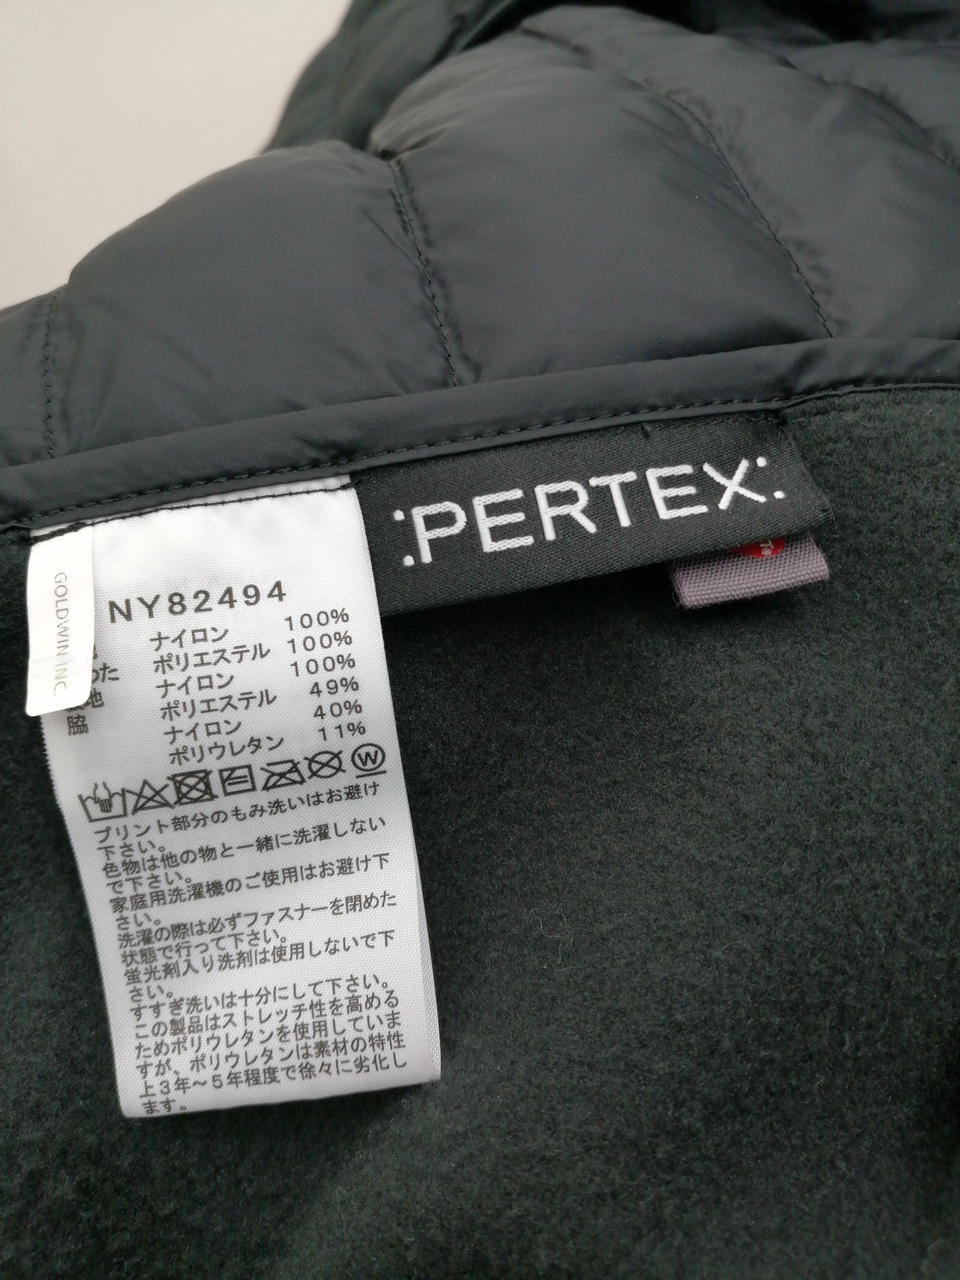 :PERTEX:
GOLDWIN INC.
NY82494
ナイロン 100%
ポリエステル 100%
ナイロン 100%
地 ポリエステル 49%
脇 ナイロン 40%
ポリウレタン 11%
W
プリント部分のもみ洗いはお避け
下さい。
色物は他の物と一緒に洗濯しない
で下さい。
家庭用洗濯機のご使用はお避け下
さい。
洗濯の際は必ずファスナーを閉めた
状態で行って下さい。
蛍光剤入り洗剤は使用しないで下
さい。
すすぎ洗いは十分にして下さい。
この製品はストレッチ性を高める
ためポリウレタンを使用していま
すが、ポリウレタンは素材の特性
上3年〜5年程度で徐々に劣化し
ます。